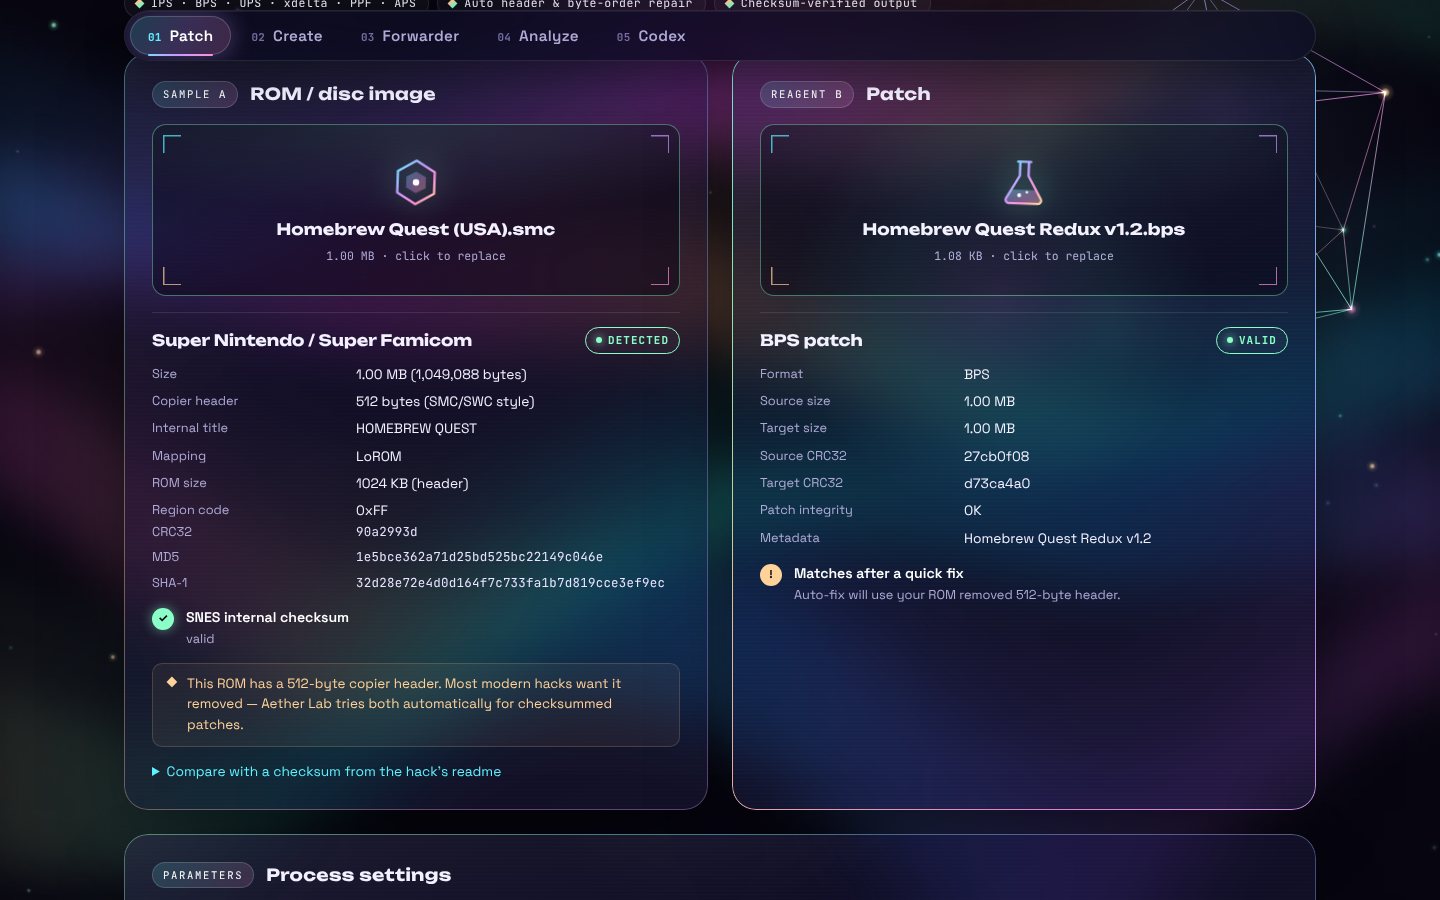 IPS · BPS · UPS · xdelta · PPF · APS
Auto header & byte-order repair
Checksum-verified output
01 Patch
02 Create
03 Forwarder
04 Analyze
05 Codex
SAMPLE A
ROM / disc image
Homebrew Quest (USA).smc
1.00 MB · click to replace
Super Nintendo / Super Famicom
DETECTED
Size 1.00 MB (1,049,088 bytes)
Copier header 512 bytes (SMC/SWC style)
Internal title HOMEBREW QUEST
Mapping LoROM
ROM size 1024 KB (header)
Region code 0xFF
CRC32 90a2993d
MD5 1e5bce362a71d25bd525bc22149c046e
SHA-1 32d28e72e4d0d164f7c733fa1b7d819cce3ef9ec
SNES internal checksum
valid
This ROM has a 512-byte copier header. Most modern hacks want it
removed — Aether Lab tries both automatically for checksummed
patches.
Compare with a checksum from the hack's readme
REAGENT B
Patch
Homebrew Quest Redux v1.2.bps
1.08 KB · click to replace
BPS patch
VALID
Format BPS
Source size 1.00 MB
Target size 1.00 MB
Source CRC32 27cb0f08
Target CRC32 d73ca4a0
Patch integrity OK
Metadata Homebrew Quest Redux v1.2
! Matches after a quick fix
Auto-fix will use your ROM removed 512-byte header.
PARAMETERS
Process settings